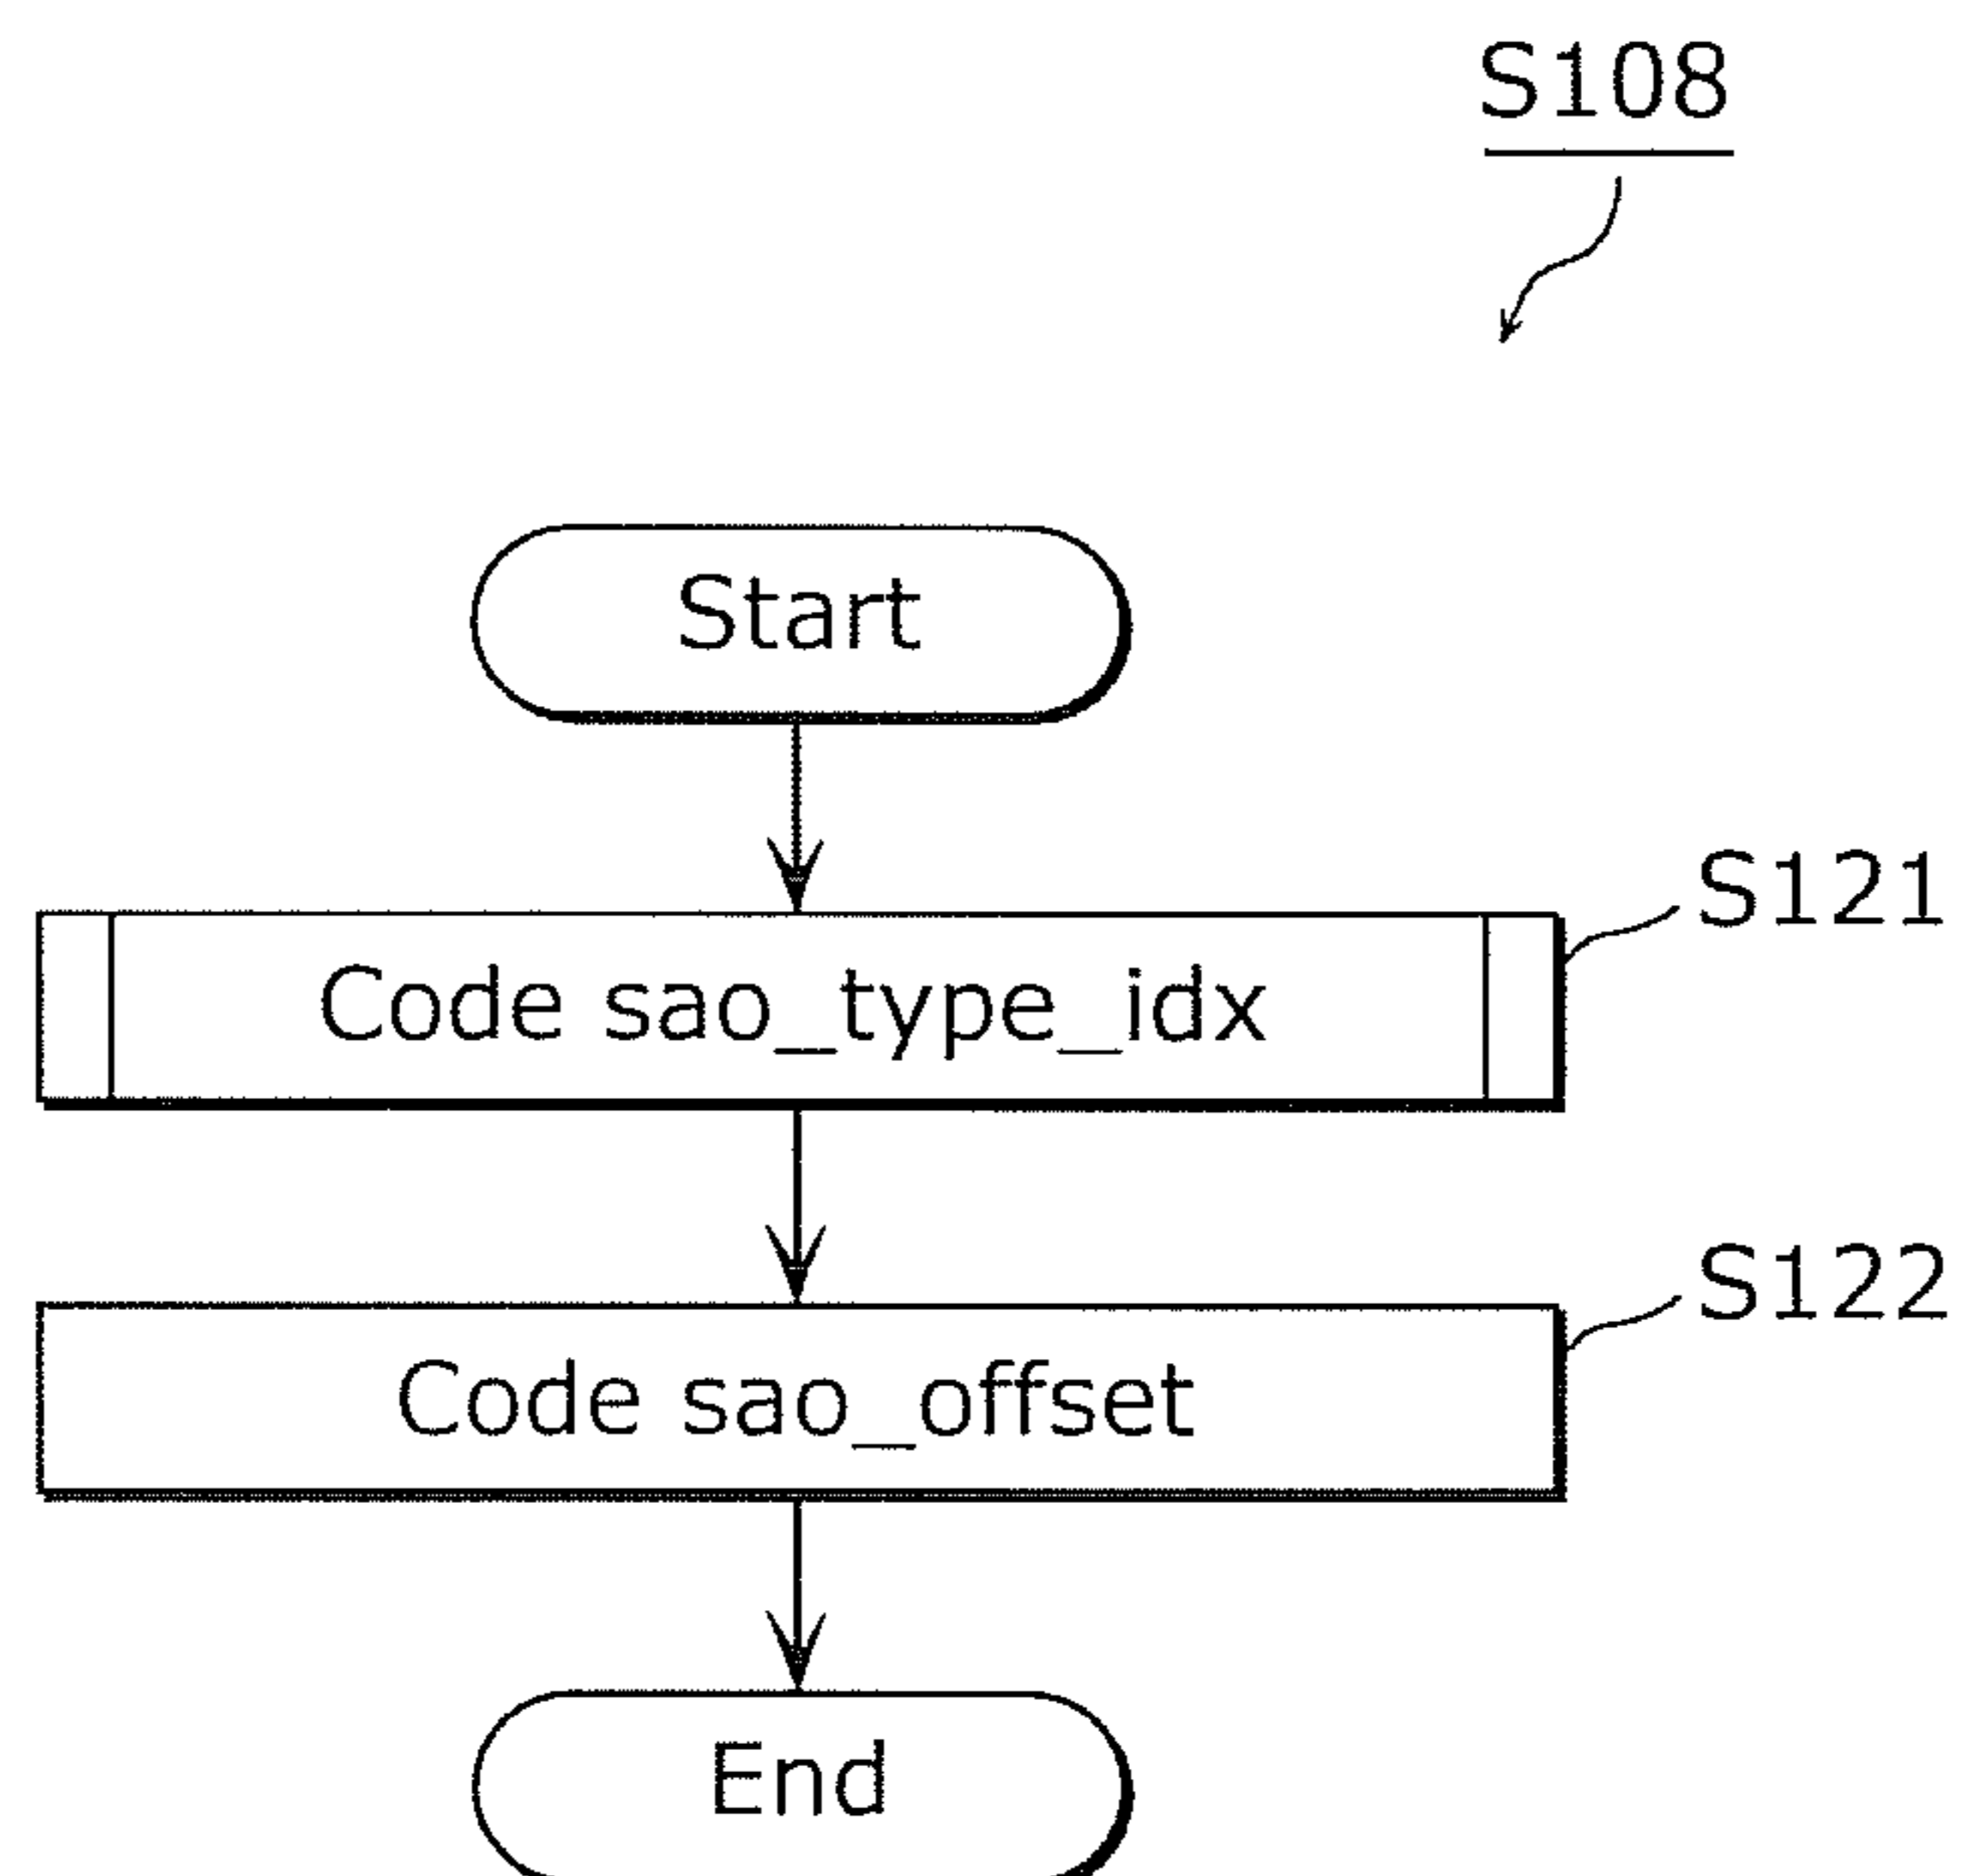 S108
Start
S121
Code sao_type_idx
S122
Code sao_offset
End